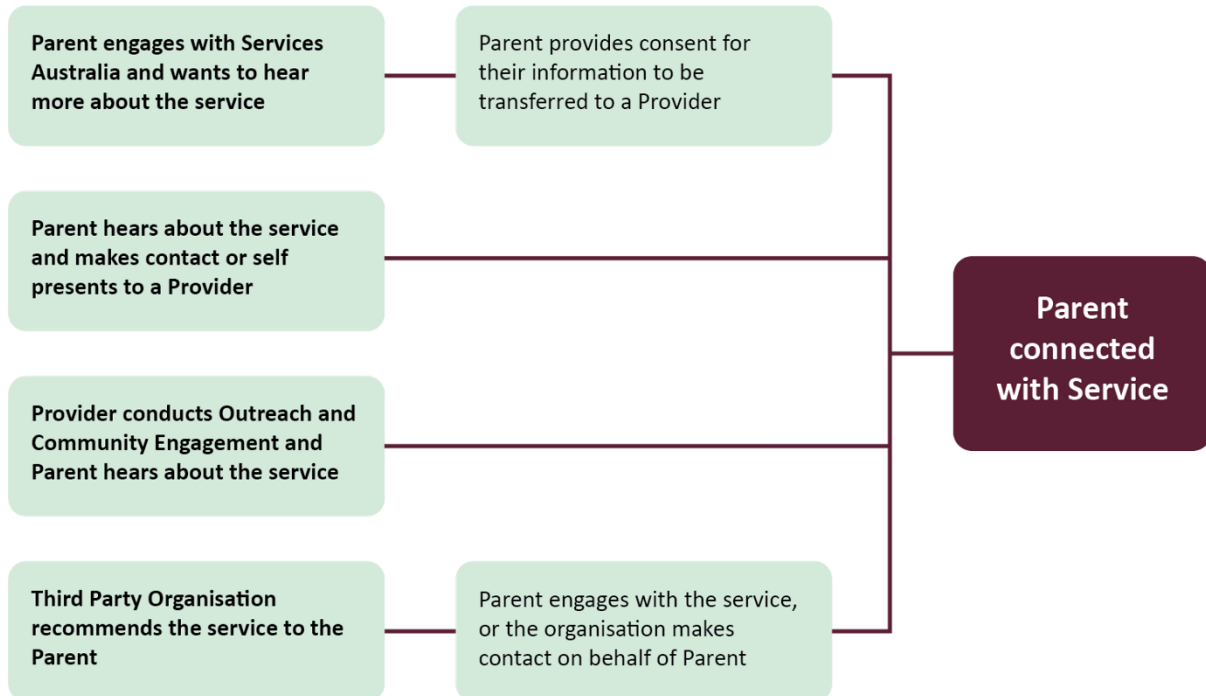 Parent engages with Services
Australia and wants to hear
more about the service
Parent provides consent for
their information to be
transferred to a Provider
Parent hears about the service
and makes contact or self
presents to a Provider
Parent
connected
with Service
Provider conducts Outreach and
Community Engagement and
Parent hears about the service
Third Party Organisation
recommends the service to the
Parent
Parent engages with the service,
or the organisation makes
contact on behalf of Parent